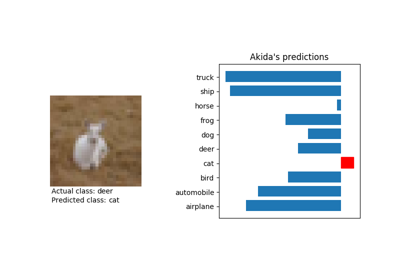 Akida's predictions
truck
ship
horse
frog
dog
deer
cat
bird
automobile
airplane
Actual class: deer
Predicted class: cat